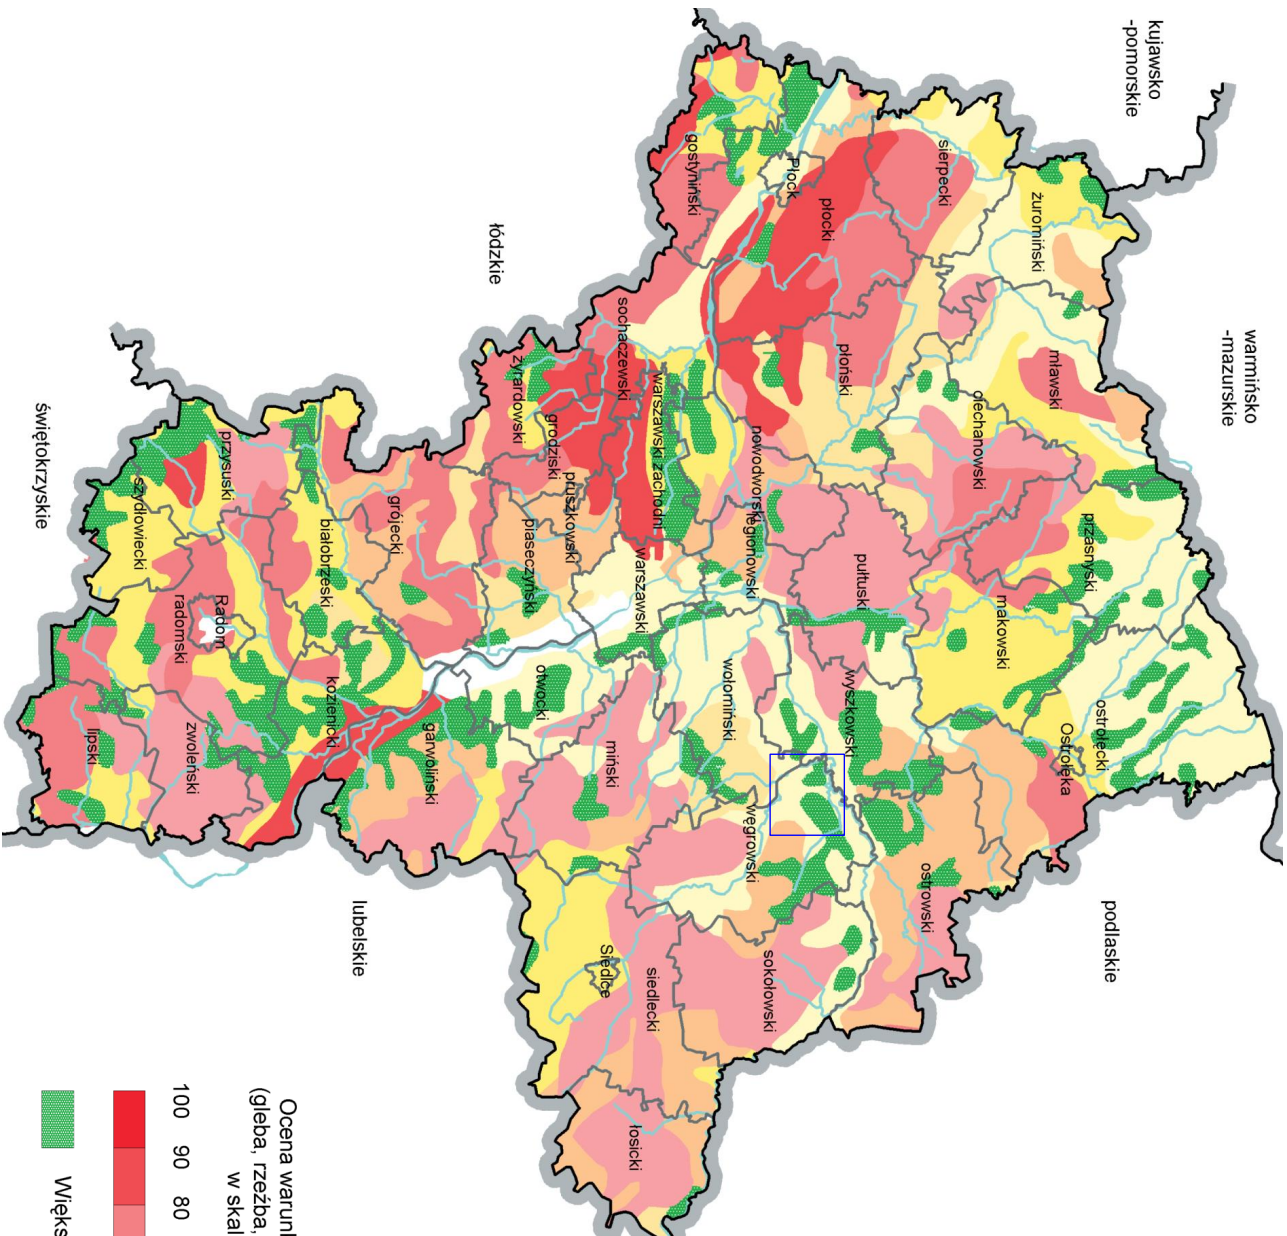 kujawsko
-pomorskie
warmińsko
-mazurskie
podlaskie
lubelskie
łódzkie
świętokrzyskie
żuromiński
mławski
sierpecki
ciechanowski
przasnyski
ostrołęcki
Ostrołęka
makowski
płocki
Płock
płoński
pułtuski
wyszkowski
ostrowski
gostyniński
nowodworski
legionowski
wołomiński
węgrowski
sokołowski
sochaczewski
warszawski zachodni
warszawski
miński
siedlecki
Siedlce
łosicki
żyrardowski
grodziski
pruszkowski
piaseczyński
otwocki
grójecki
garwoliński
białobrzeski
kozienicki
przysuski
Radom
radomski
zwoleński
szydłowiecki
lipski
Ocena warunk
(gleba, rzeźba,
w skal
100 90 80
Więks